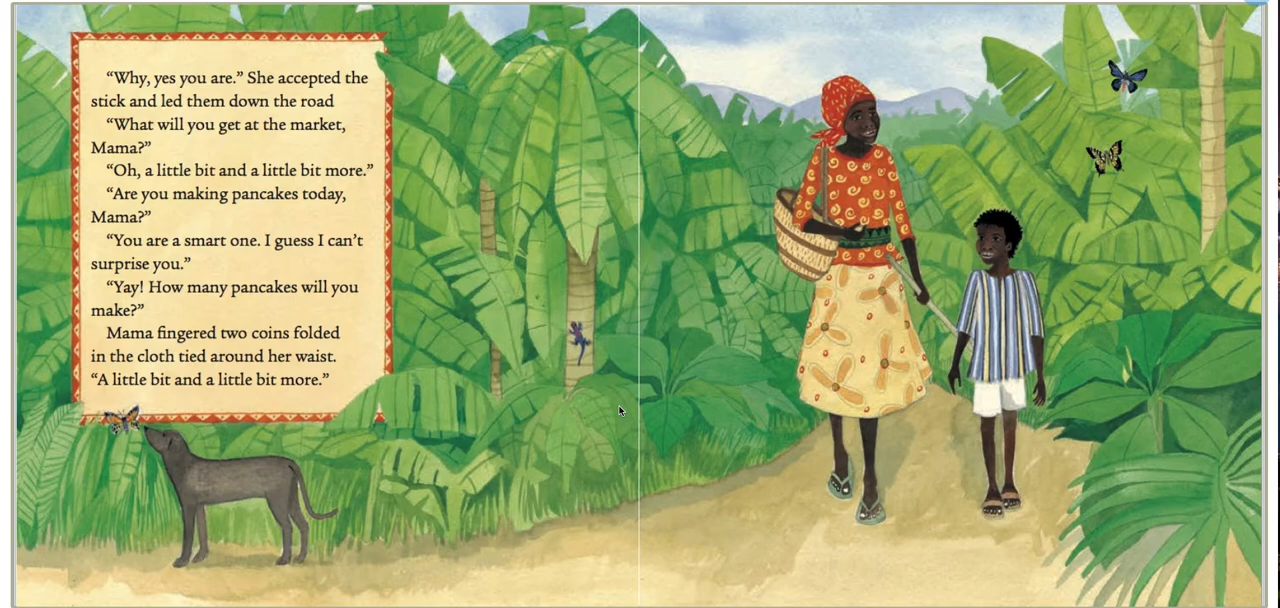 “Why, yes you are.” She accepted the
stick and led them down the road
“What will you get at the market,
Mama?”
“Oh, a little bit and a little bit more.”
“Are you making pancakes today,
Mama?”
“You are a smart one. I guess I can’t
surprise you.”
“Yay! How many pancakes will you
make?”
Mama fingered two coins folded
in the cloth tied around her waist.
“A little bit and a little bit more.”